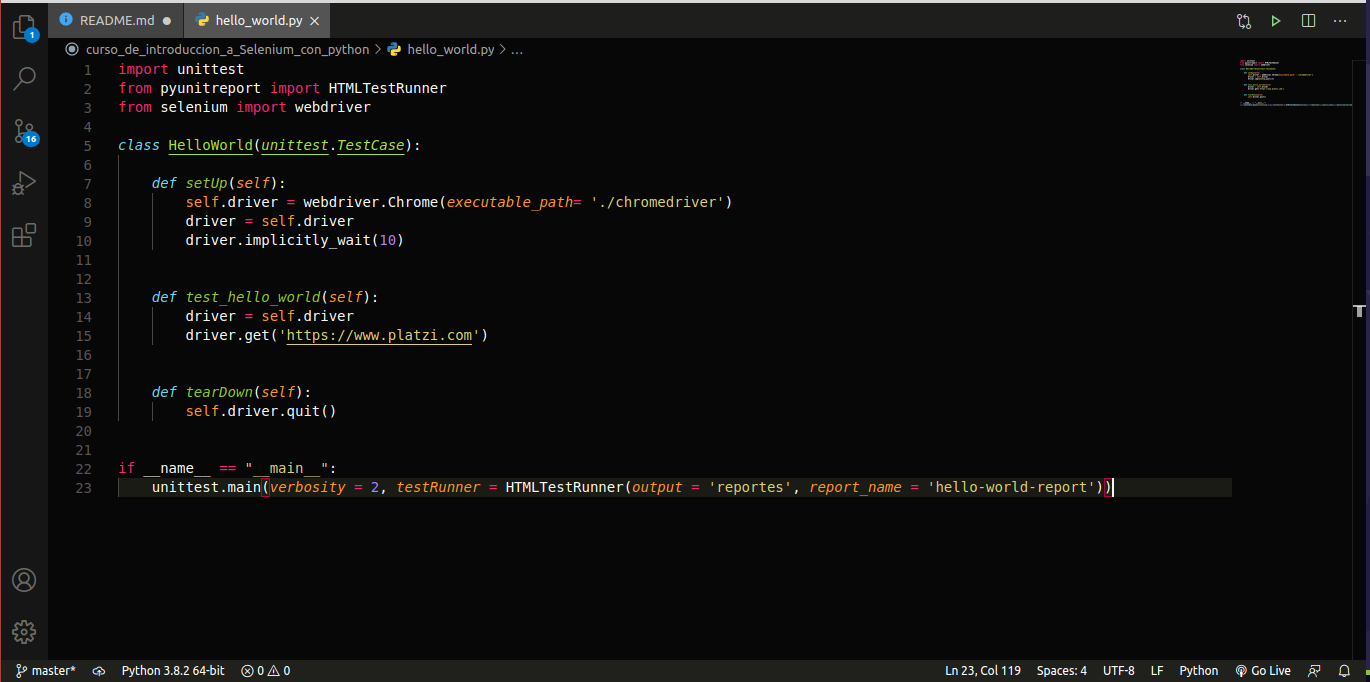 README.md ● hello_world.py ×
1
16
curso_de_introduccion_a_Selenium_con_python > hello_world.py > ...
1 import unittest
2 from pyunitreport import HTMLTestRunner
3 from selenium import webdriver
4
5 class HelloWorld(unittest.TestCase):
6
7     def setUp(self):
8         self.driver = webdriver.Chrome(executable_path= './chromedriver')
9         driver = self.driver
10         driver.implicitly_wait(10)
11
12
13     def test_hello_world(self):
14         driver = self.driver
15         driver.get('https://www.platzi.com')
16
17
18     def tearDown(self):
19         self.driver.quit()
20
21
22 if __name__ == "__main__":
23     unittest.main(verbosity = 2, testRunner = HTMLTestRunner(output = 'reportes', report_name = 'hello-world-report'))
master* Python 3.8.2 64-bit 0 0 Ln 23, Col 119 Spaces: 4 UTF-8 LF Python Go Live